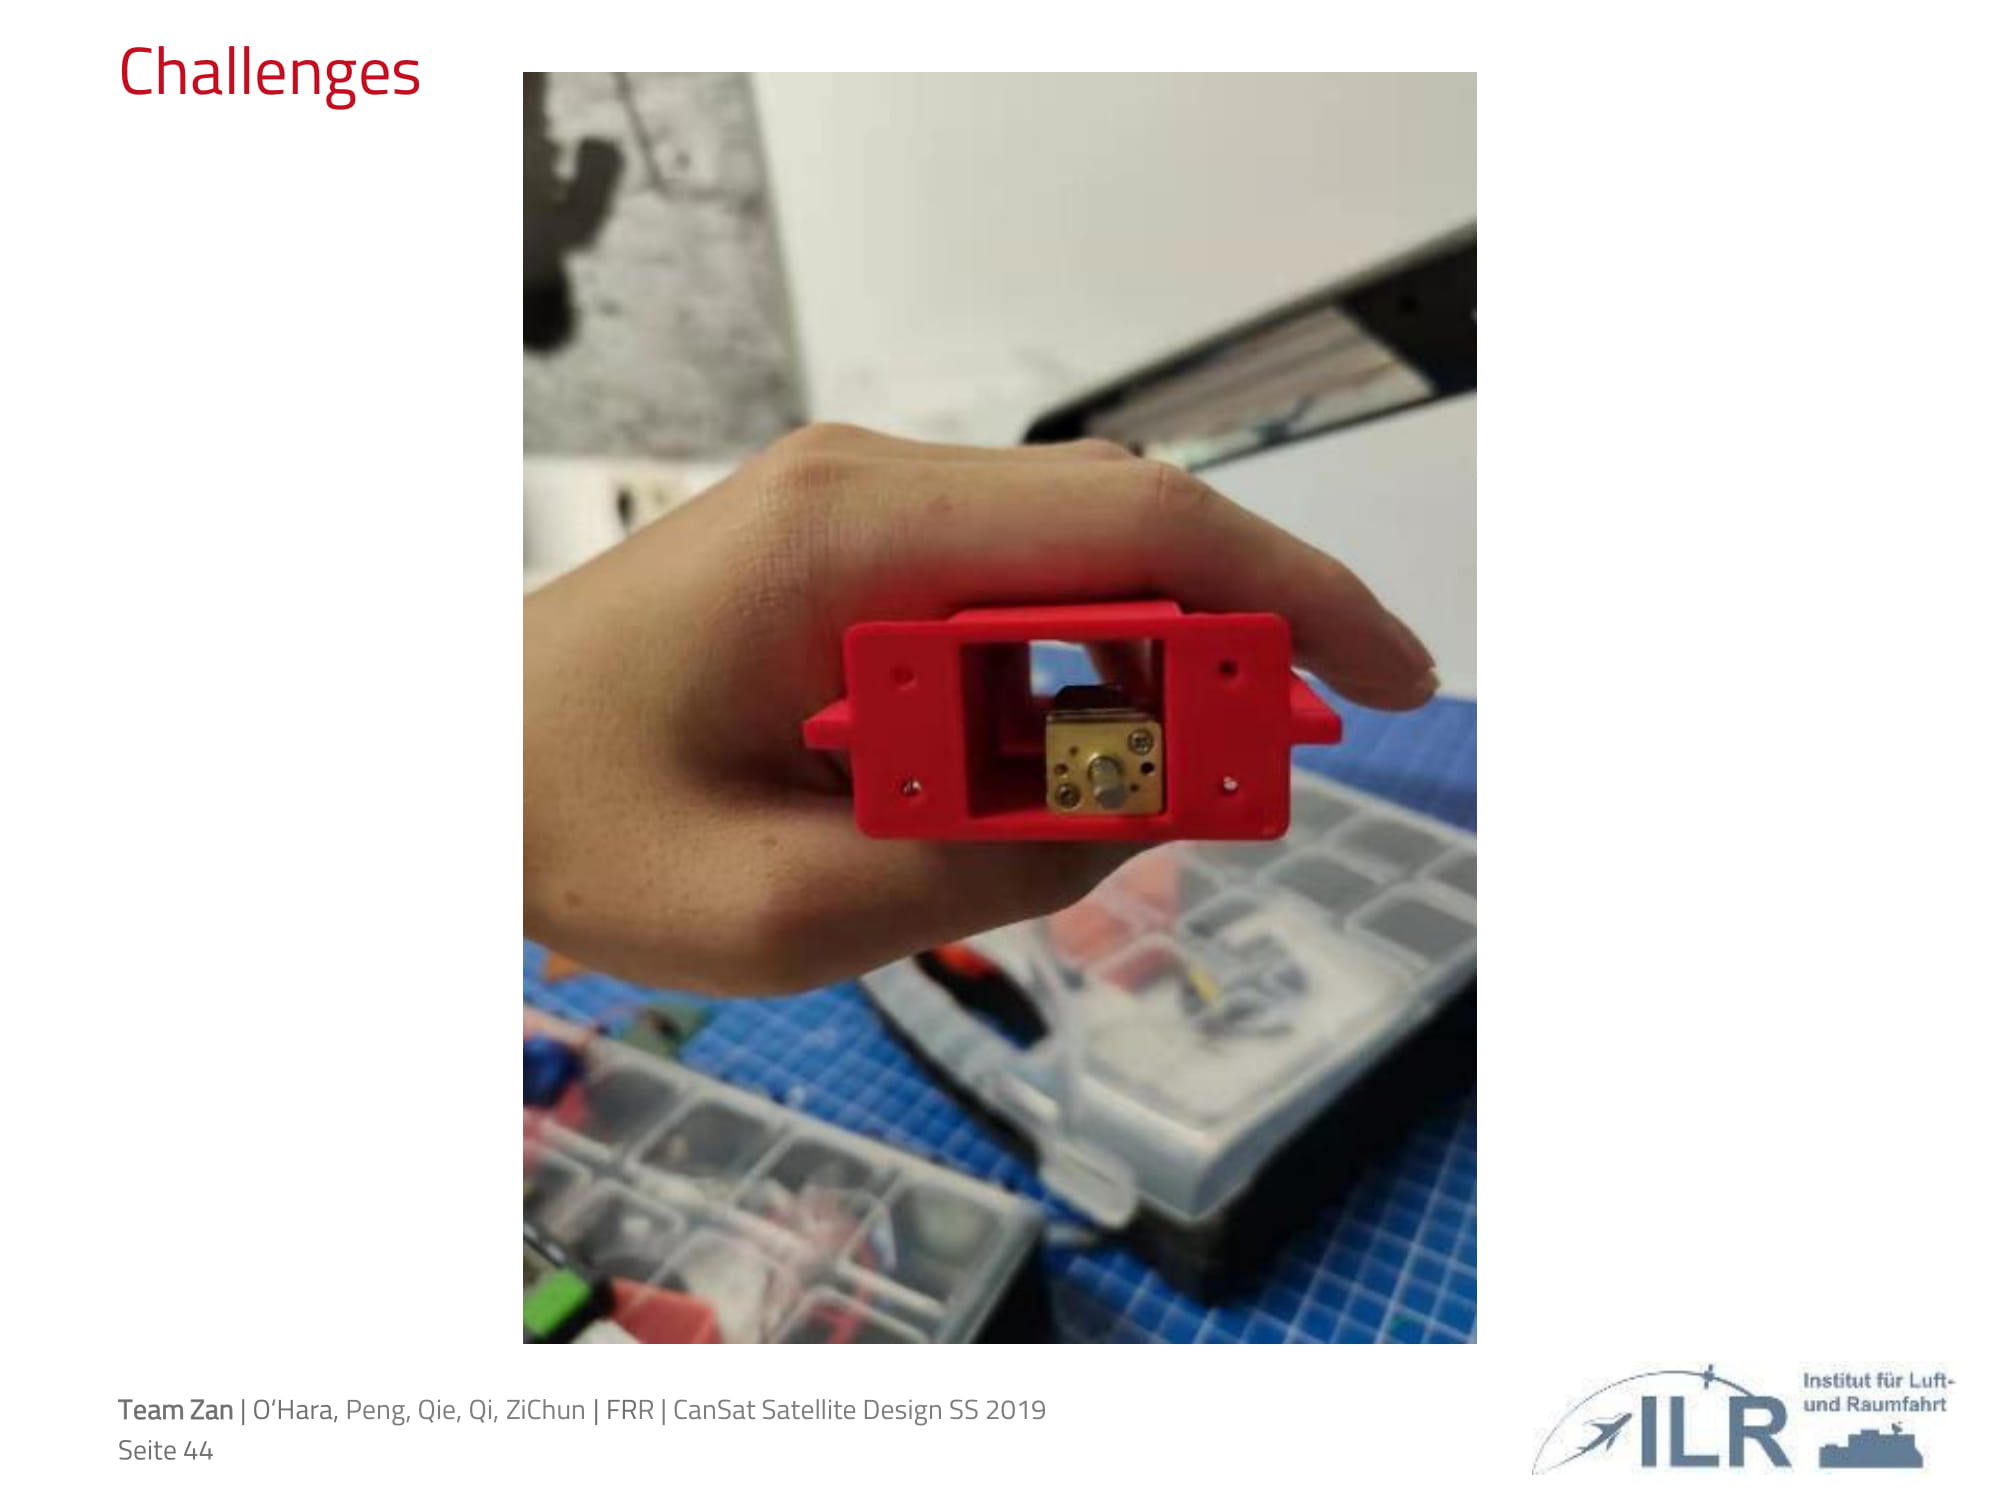 Challenges
Team Zan | O‘Hara, Peng, Qie, Qi, ZiChun | FRR | CanSat Satellite Design SS 2019
Seite 44
ILR
Institut für Luft-
und Raumfahrt